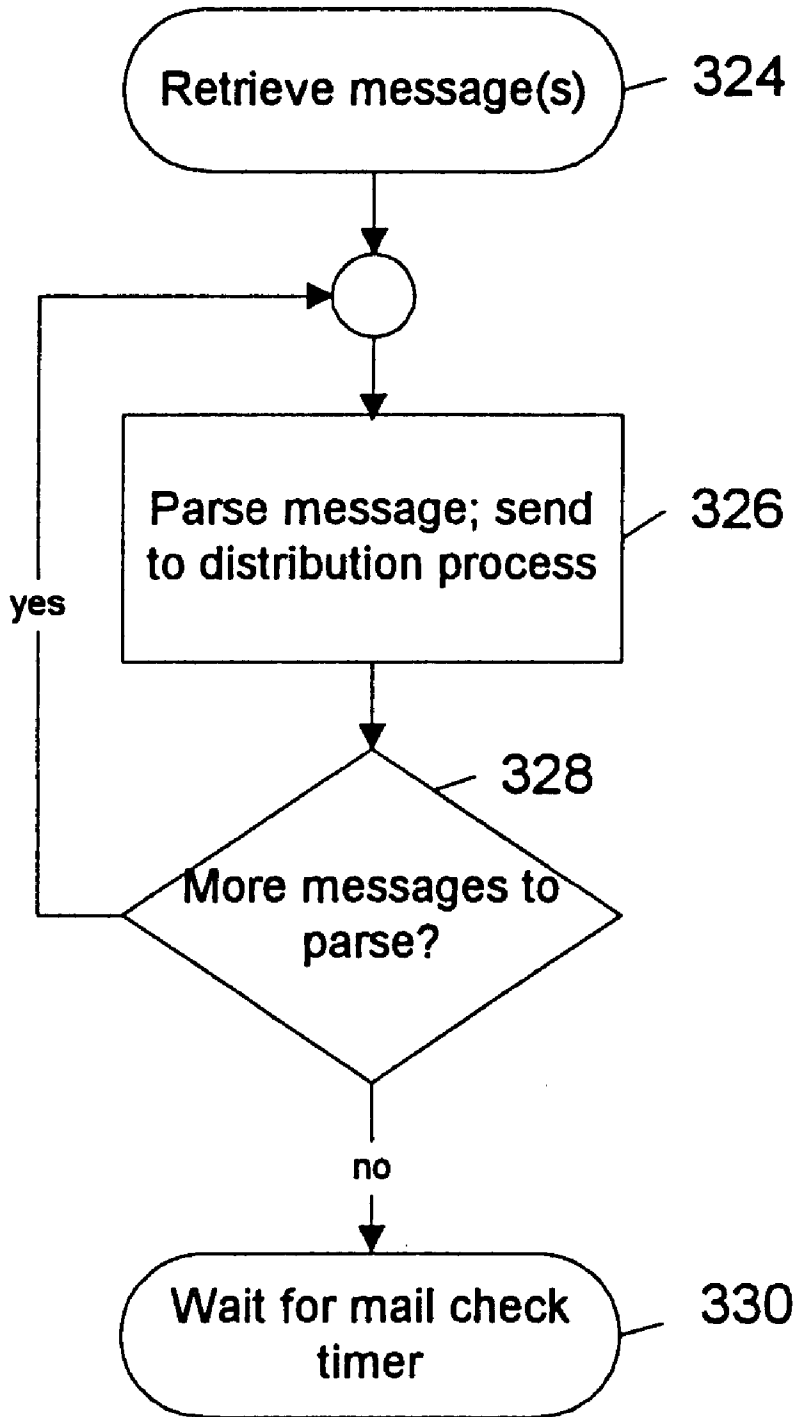 Retrieve message(s)
324
Parse message; send
to distribution process
326
yes
328
More messages to
parse?
no
Wait for mail check
timer
330